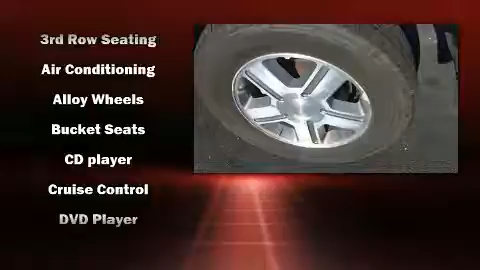 3rd Row Seating
Air Conditioning
Alloy Wheels
Bucket Seats
CD player
Cruise Control
DVD Player